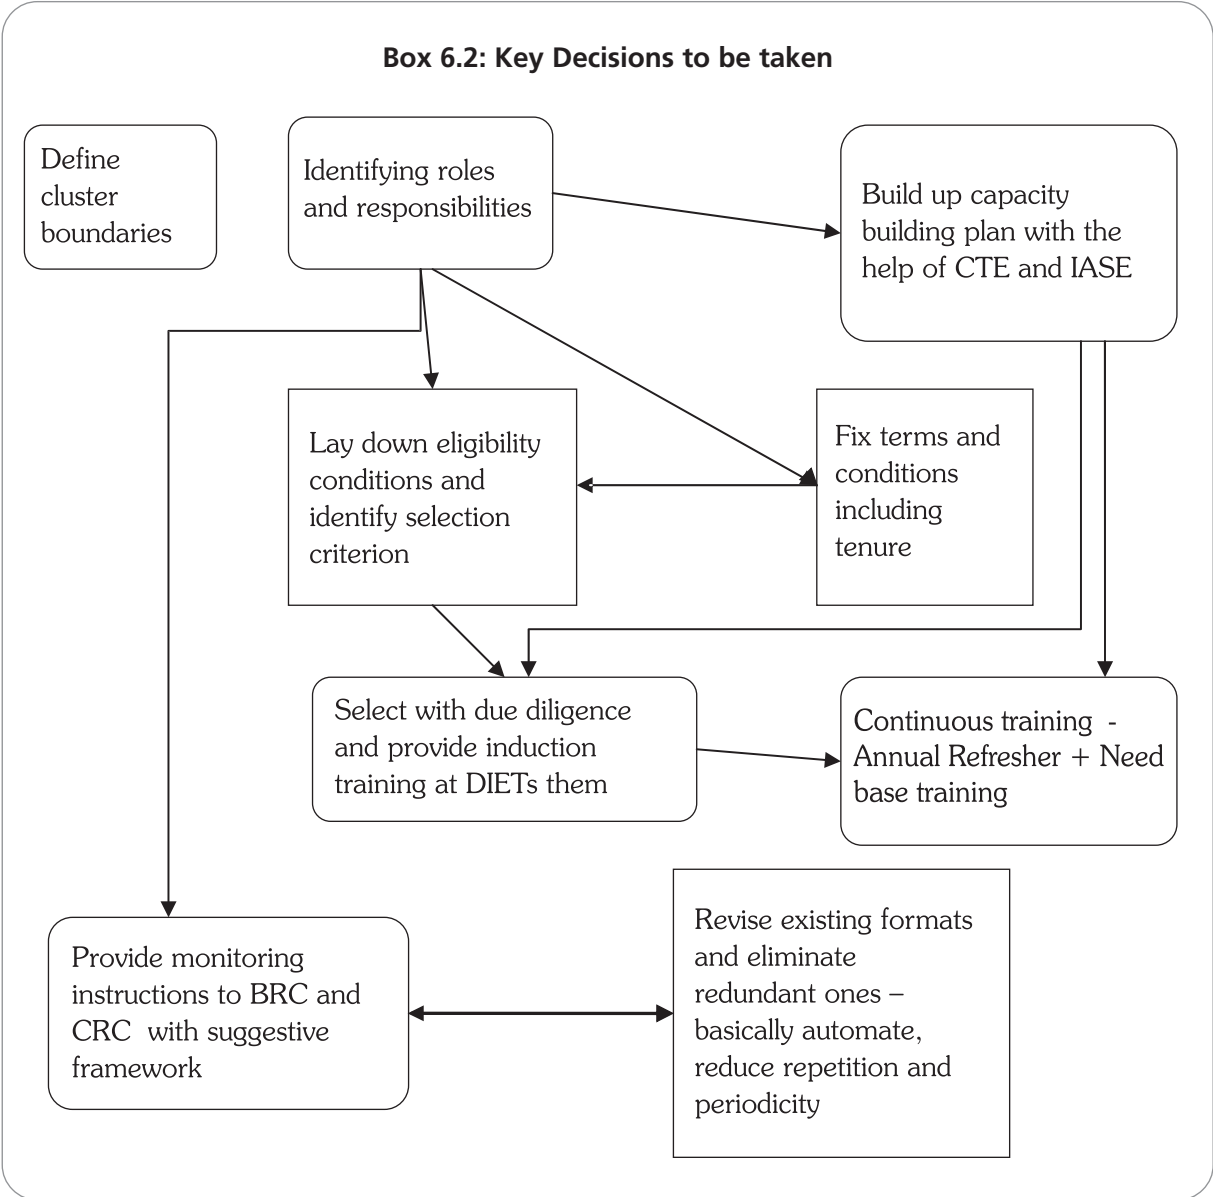 Box 6.2: Key Decisions to be taken
Define
cluster
boundaries
Identifying roles
and responsibilities
Build up capacity
building plan with the
help of CTE and IASE
Lay down eligibility
conditions and
identify selection
criterion
Fix terms and
conditions
including
tenure
Select with due diligence
and provide induction
training at DIETs them
Continuous training -
Annual Refresher + Need
base training
Provide monitoring
instructions to BRC and
CRC with suggestive
framework
Revise existing formats
and eliminate
redundant ones –
basically automate,
reduce repetition and
periodicity